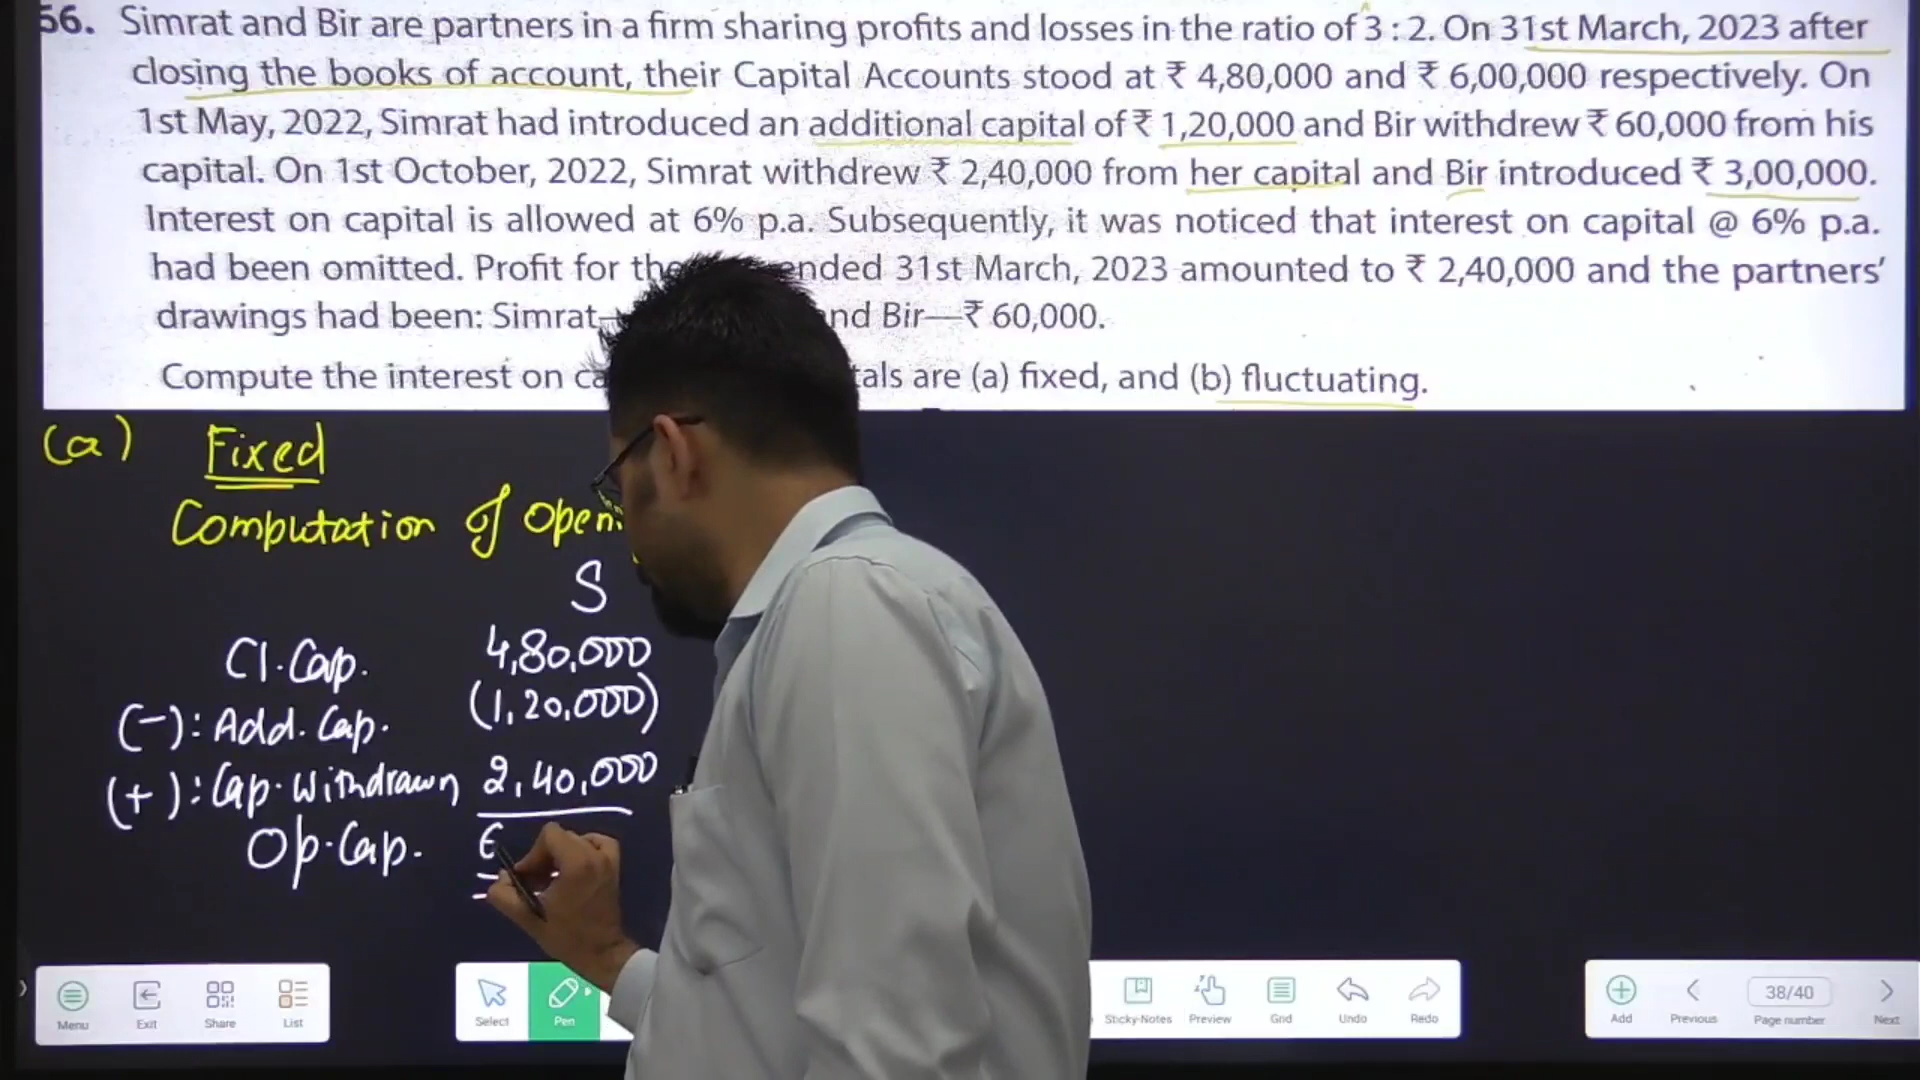 56. Simrat and Bir are partners in a firm sharing profits and losses in the ratio of 3 : 2. On 31st March, 2023 after
closing the books of account, their Capital Accounts stood at ₹ 4,80,000 and ₹ 6,00,000 respectively. On
1st May, 2022, Simrat had introduced an additional capital of ₹ 1,20,000 and Bir withdrew ₹ 60,000 from his
capital. On 1st October, 2022, Simrat withdrew ₹ 2,40,000 from her capital and Bir introduced ₹ 3,00,000.
Interest on capital is allowed at 6% p.a. Subsequently, it was noticed that interest on capital @ 6% p.a.
had been omitted. Profit for the ended 31st March, 2023 amounted to ₹ 2,40,000 and the partners'
drawings had been: Simrat— and Bir—₹ 60,000.
Compute the interest on are (a) fixed, and (b) fluctuating.
(a) Fixed
Computation of
S
Cl. Cap. 4,80,000
(-): Add. Cap. (1,20,000)
(+): Cap. Withdrawn 2,40,000
Op. Cap. 6
Menu Exit Share List Select Pen Sticky-Notes Preview Grid Undo Redo Add Previous 38/40 Page number Next